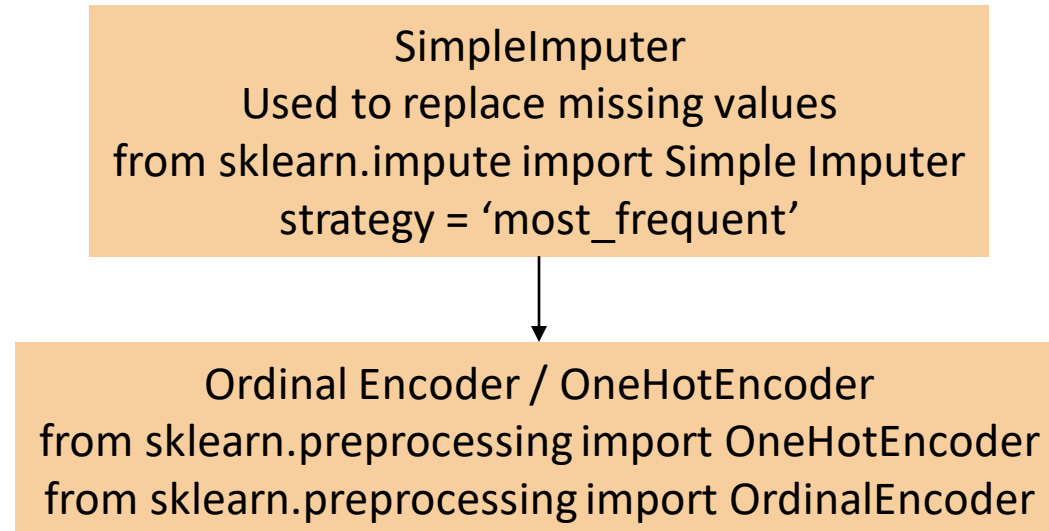 SimpleImputer
Used to replace missing values
from sklearn.impute import Simple Imputer
strategy = ‘most_frequent’
Ordinal Encoder / OneHotEncoder
from sklearn.preprocessing import OneHotEncoder
from sklearn.preprocessing import OrdinalEncoder